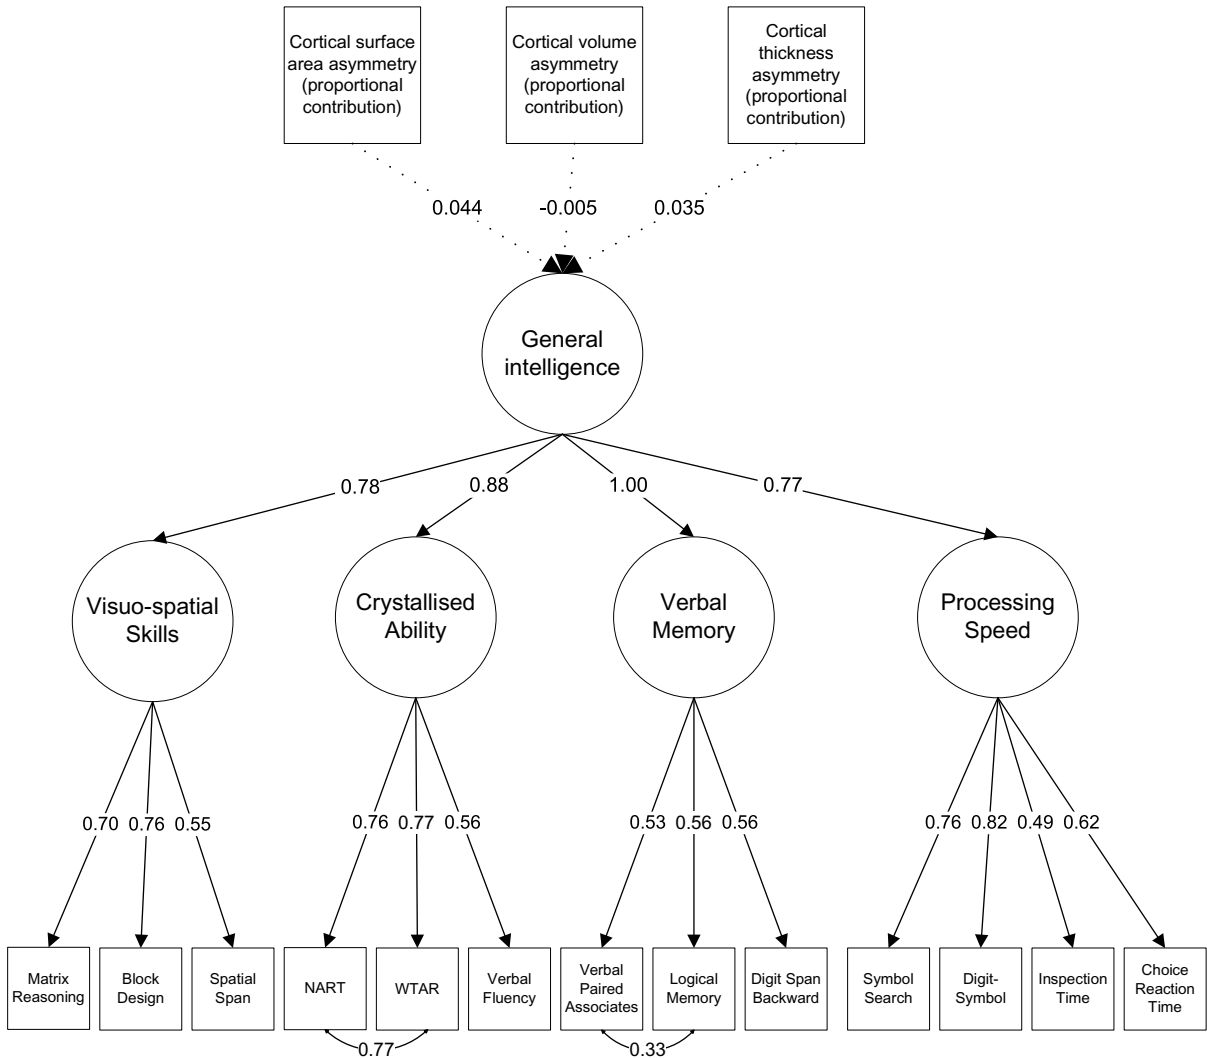 Cortical surface
area asymmetry
(proportional
contribution)
Cortical volume
asymmetry
(proportional
contribution)
Cortical
thickness
asymmetry
(proportional
contribution)
0.044
-0.005
0.035
General
intelligence
0.78
0.88
1.00
0.77
Visuo-spatial
Skills
Crystallised
Ability
Verbal
Memory
Processing
Speed
0.70
0.76
0.55
0.76
0.77
0.56
0.53
0.56
0.56
0.76
0.82
0.49
0.62
Matrix
Reasoning
Block
Design
Spatial
Span
NART
WTAR
Verbal
Fluency
Verbal
Paired
Associates
Logical
Memory
Digit Span
Backward
Symbol
Search
Digit-
Symbol
Inspection
Time
Choice
Reaction
Time
0.77
0.33